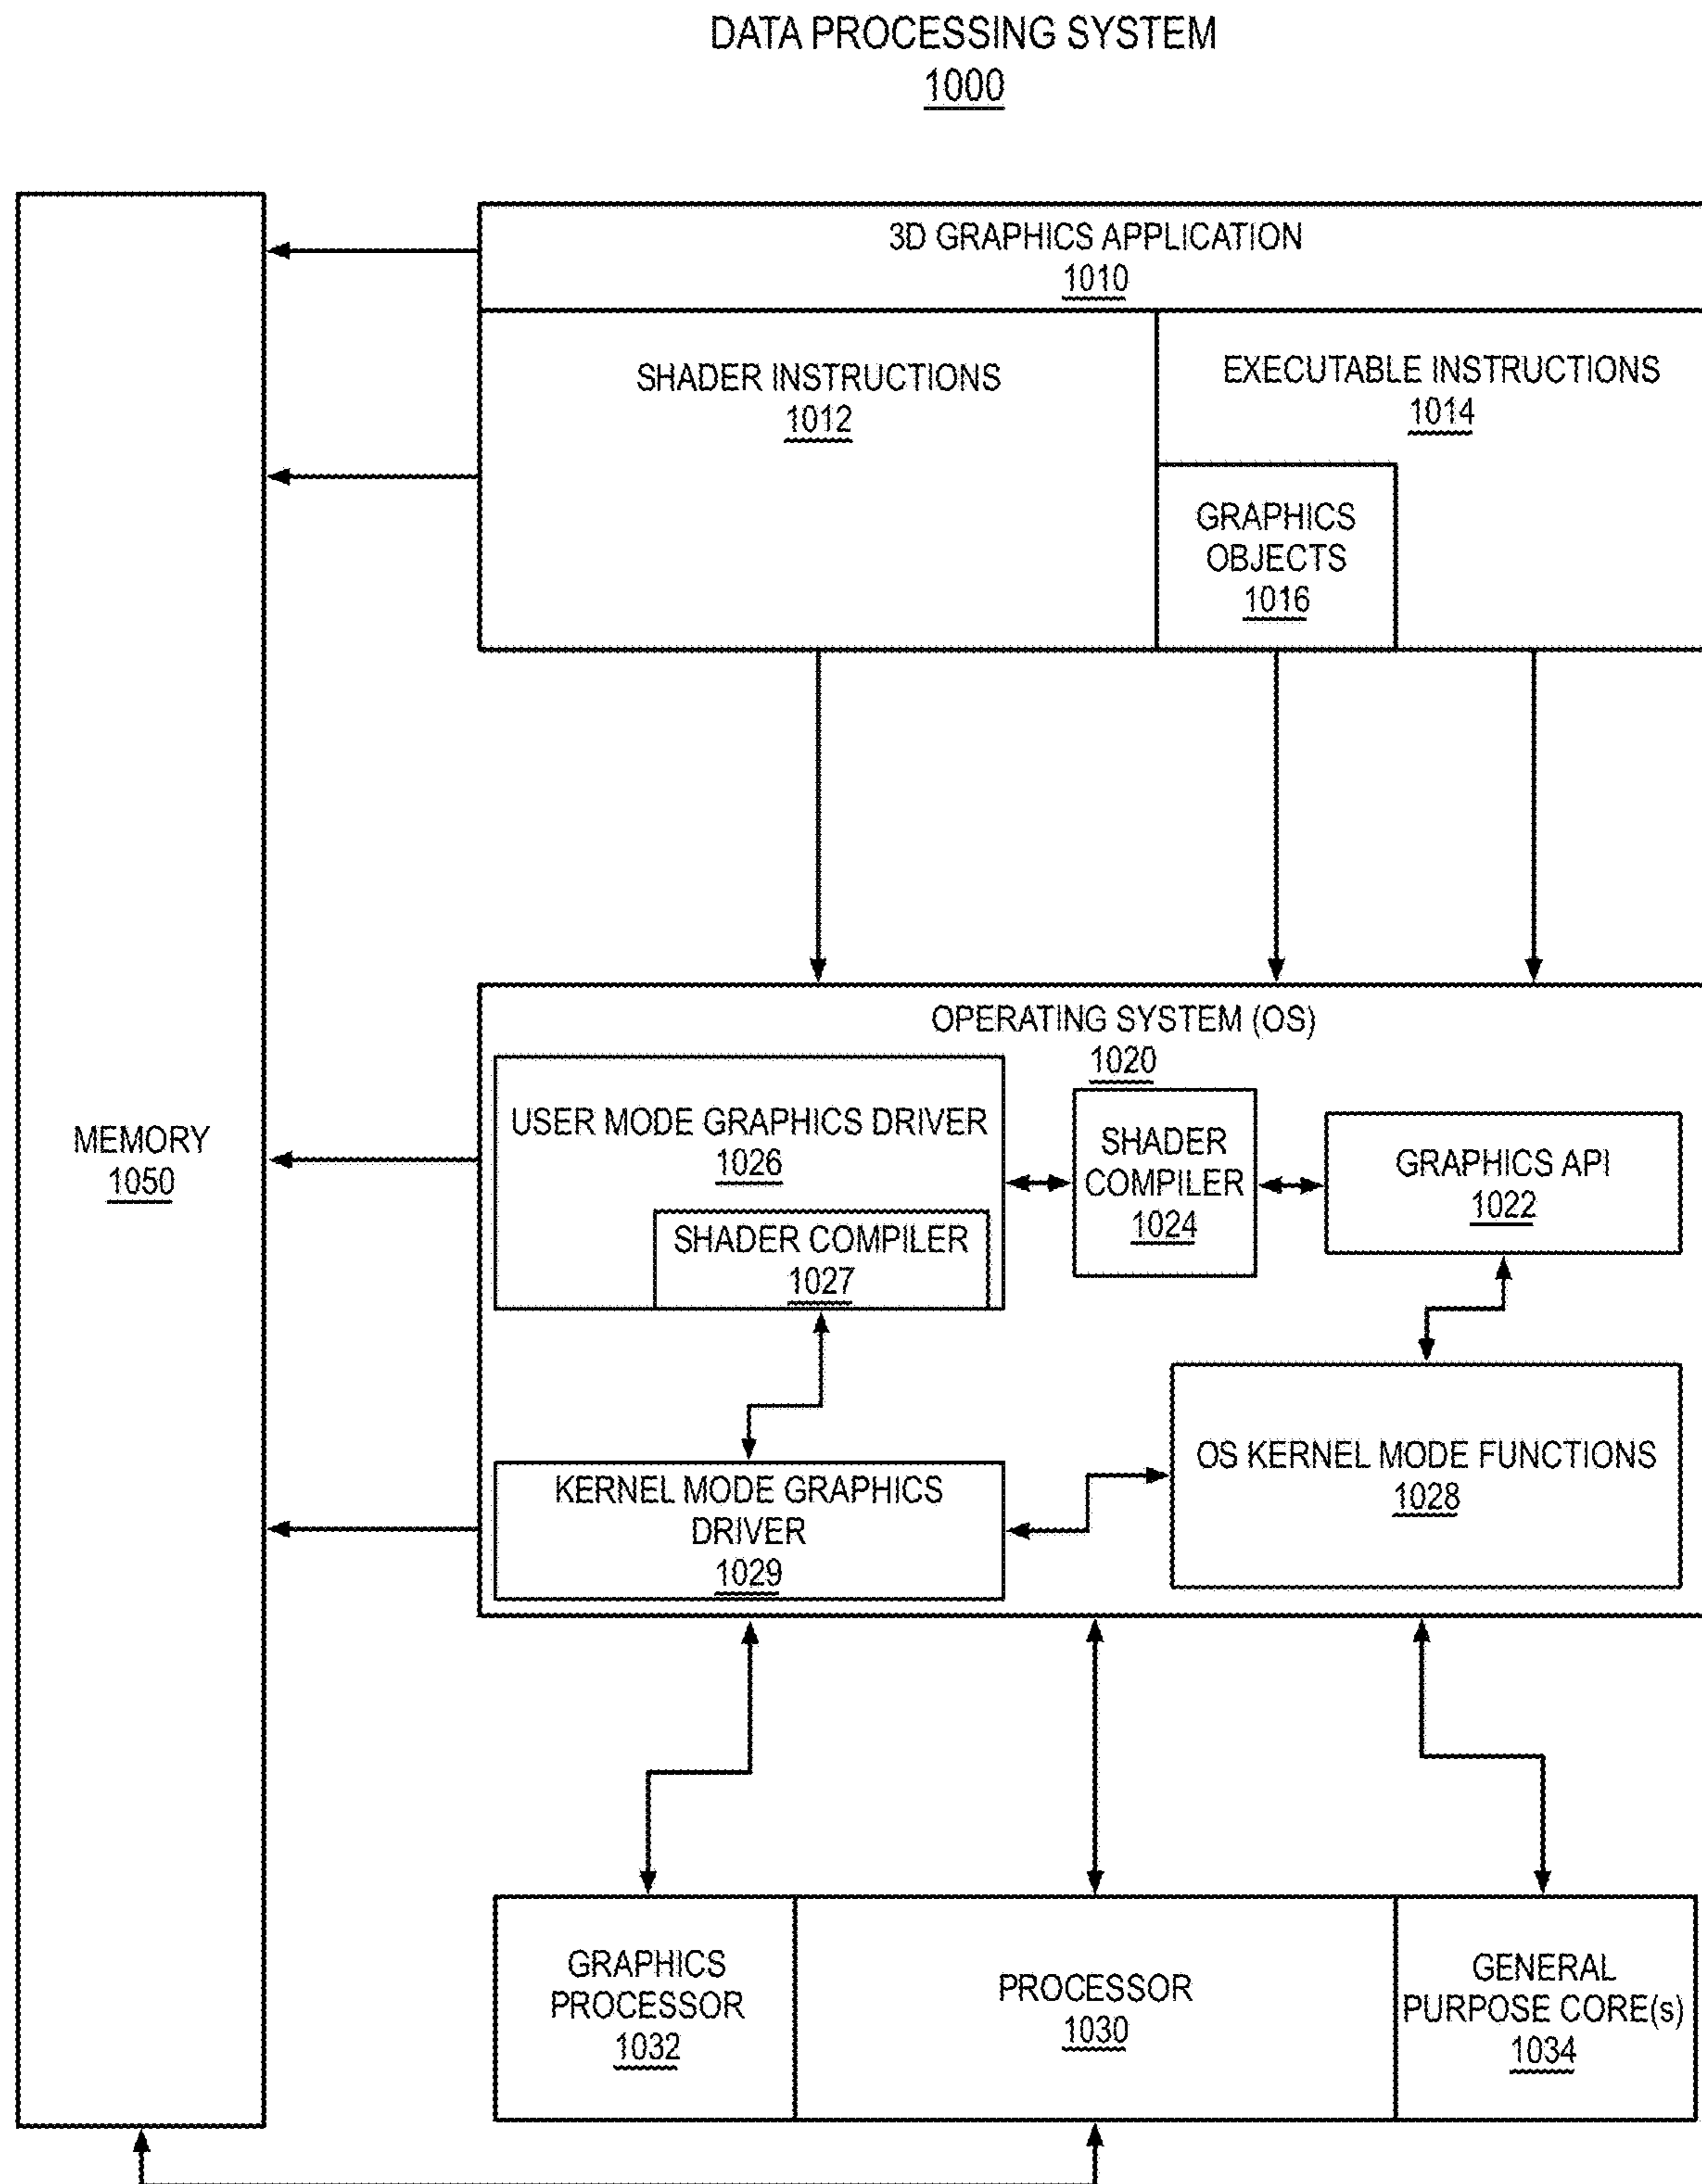 DATA PROCESSING SYSTEM
1000
3D GRAPHICS APPLICATION
1010
SHADER INSTRUCTIONS
1012
EXECUTABLE INSTRUCTIONS
1014
GRAPHICS
OBJECTS
1016
OPERATING SYSTEM (OS)
1020
USER MODE GRAPHICS DRIVER
1026
SHADER COMPILER
1027
SHADER
COMPILER
1024
GRAPHICS API
1022
MEMORY
1050
KERNEL MODE GRAPHICS
DRIVER
1029
OS KERNEL MODE FUNCTIONS
1028
GRAPHICS
PROCESSOR
1032
PROCESSOR
1030
GENERAL
PURPOSE CORE(s)
1034